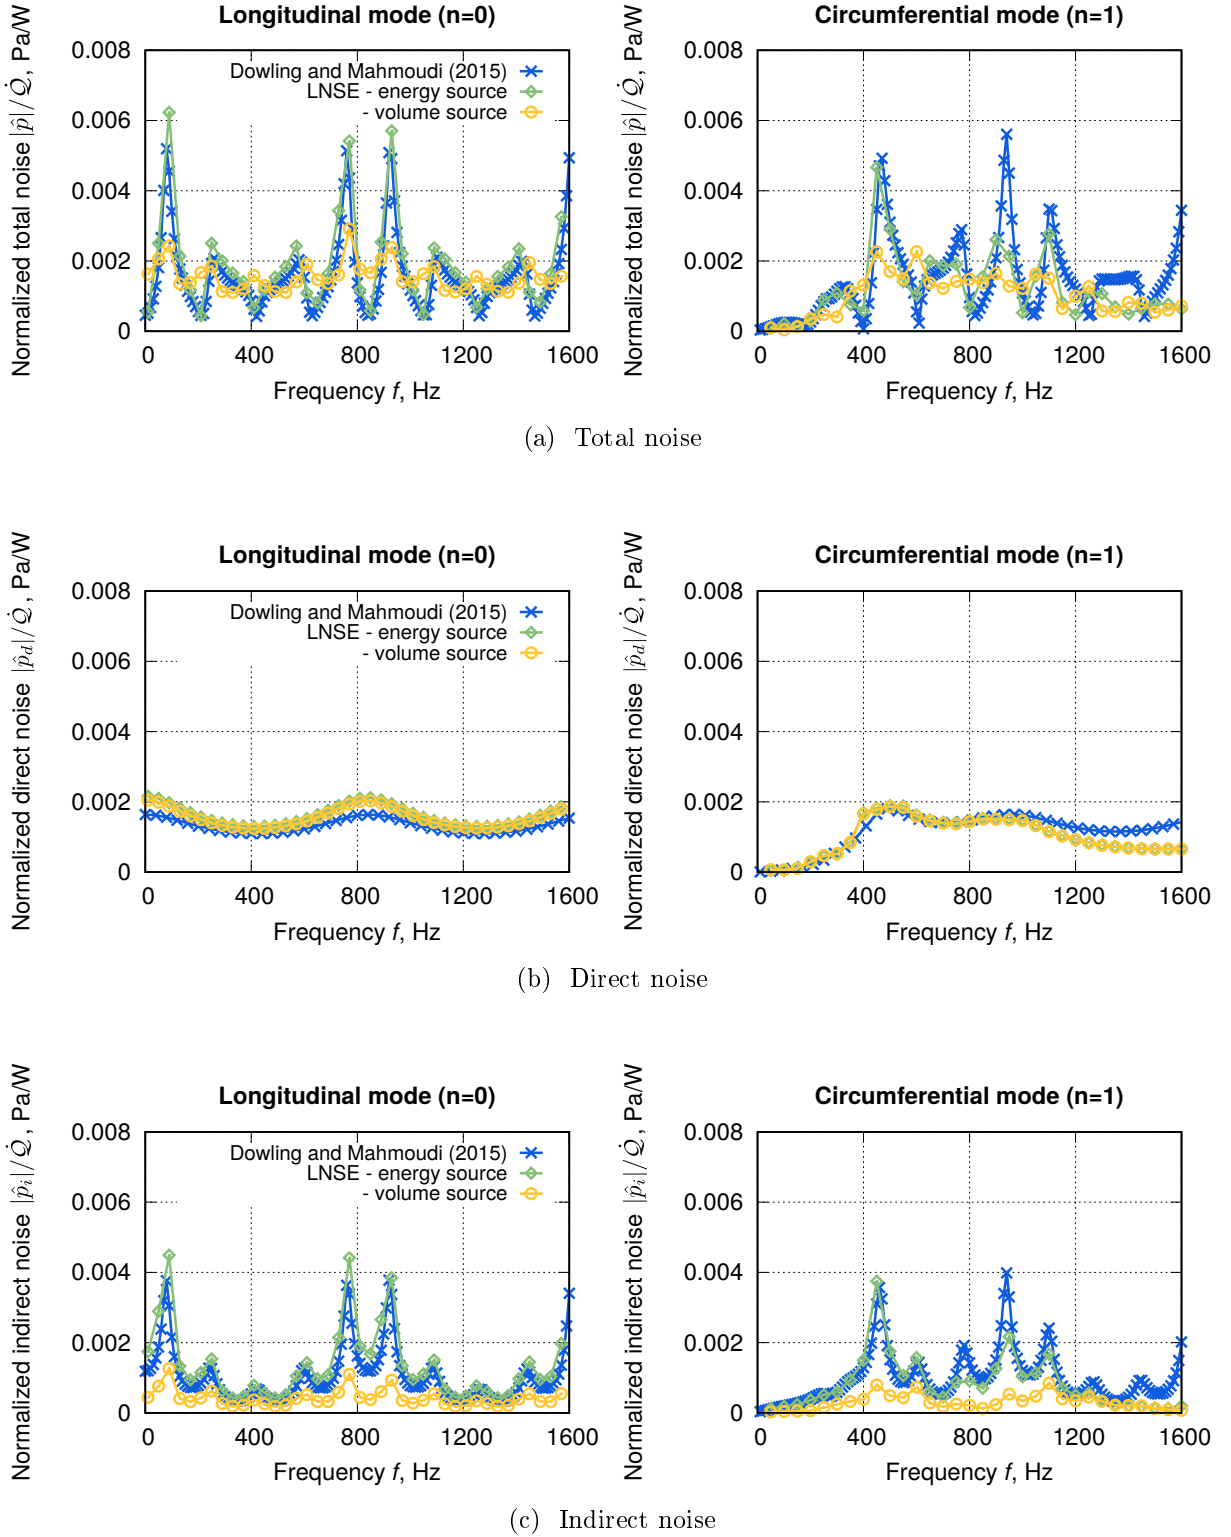 Longitudinal mode (n=0)
Normalized total noise |p̂|/Q̇, Pa/W
0.008
0.006
0.004
0.002
0
Dowling and Mahmoudi (2015)
LNSE - energy source
- volume source
0 400 800 1200 1600
Frequency f, Hz
Circumferential mode (n=1)
Normalized total noise |p̂|/Q̇, Pa/W
0.008
0.006
0.004
0.002
0
0 400 800 1200 1600
Frequency f, Hz
(a) Total noise
Longitudinal mode (n=0)
Normalized direct noise |p̂_d|/Q̇, Pa/W
0.008
0.006
0.004
0.002
0
Dowling and Mahmoudi (2015)
LNSE - energy source
- volume source
0 400 800 1200 1600
Frequency f, Hz
Circumferential mode (n=1)
Normalized direct noise |p̂_d|/Q̇, Pa/W
0.008
0.006
0.004
0.002
0
0 400 800 1200 1600
Frequency f, Hz
(b) Direct noise
Longitudinal mode (n=0)
Normalized indirect noise |p̂_i|/Q̇, Pa/W
0.008
0.006
0.004
0.002
0
Dowling and Mahmoudi (2015)
LNSE - energy source
- volume source
0 400 800 1200 1600
Frequency f, Hz
Circumferential mode (n=1)
Normalized indirect noise |p̂_i|/Q̇, Pa/W
0.008
0.006
0.004
0.002
0
0 400 800 1200 1600
Frequency f, Hz
(c) Indirect noise